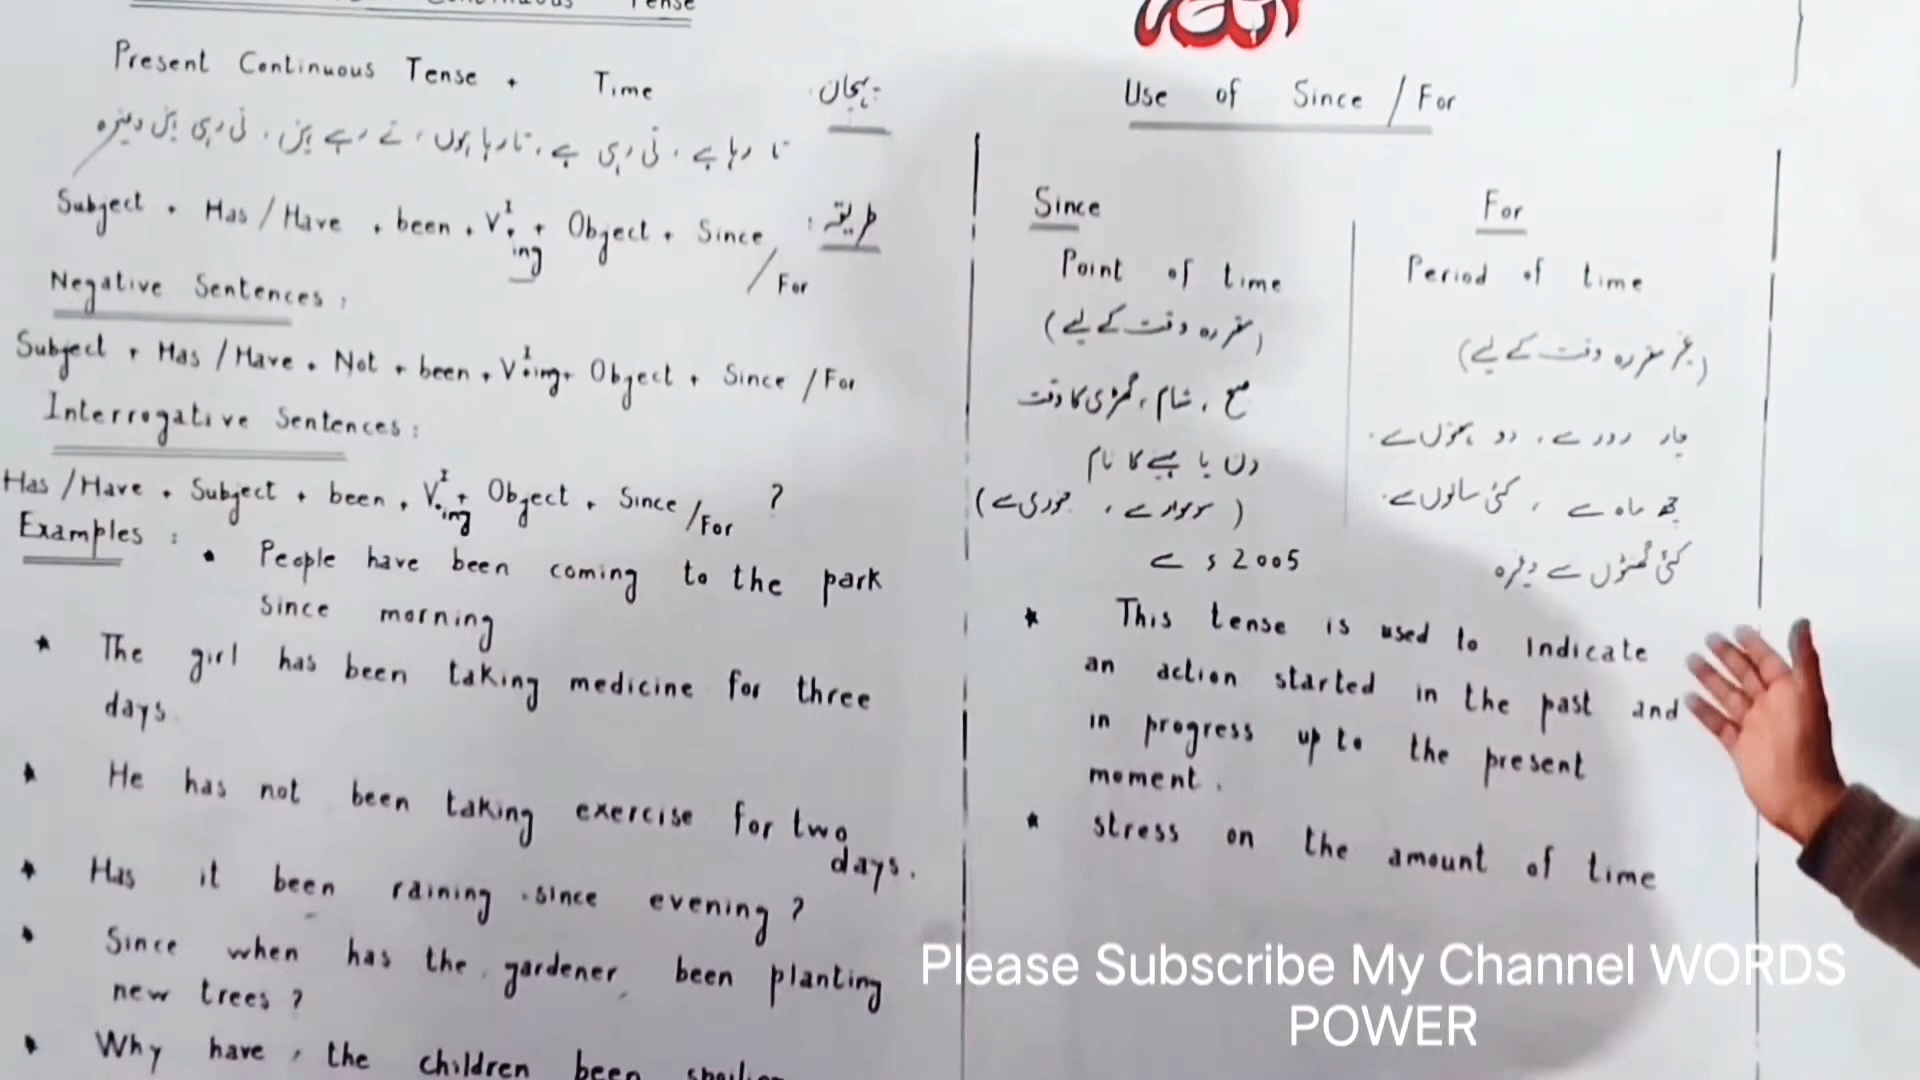 Continuous Tense
Present Continuous Tense + Time
پہچان:
تا رہا ہے، تی رہی ہے، تا رہا ہوں، تے رہے ہیں، تی رہی ہیں وغیرہ
Subject + Has/Have + been + V I + ing + Object + Since/For
طریقہ:
Negative Sentences:
Subject + Has/Have + Not + been + V I + ing + Object + Since/For
Interrogative Sentences:
Has/Have + Subject + been + V I + ing + Object + Since/For ?
Examples:
People have been coming to the park
since morning
* The girl has been taking medicine for three
days.
* He has not been taking exercise for two
days.
* Has it been raining since evening?
Since when has the gardener been planting
new trees?
Why have the children been
Use of Since / For
Since
Point of time
(مقررہ وقت کے لیے)
صبح، شام، گھڑی کا وقت
دن یا مہینے کا نام
(سوموار سے، جنوری سے)
2005ء سے
For
Period of time
(غیر مقررہ وقت کے لیے)
چار روز سے، دو ہفتوں سے،
چھ ماہ سے، کئی سالوں سے،
کئی گھنٹوں سے وغیرہ
* This tense is used to indicate
an action started in the past and
in progress up to the present
moment.
* stress on the amount of time
Please Subscribe My Channel WORDS
POWER